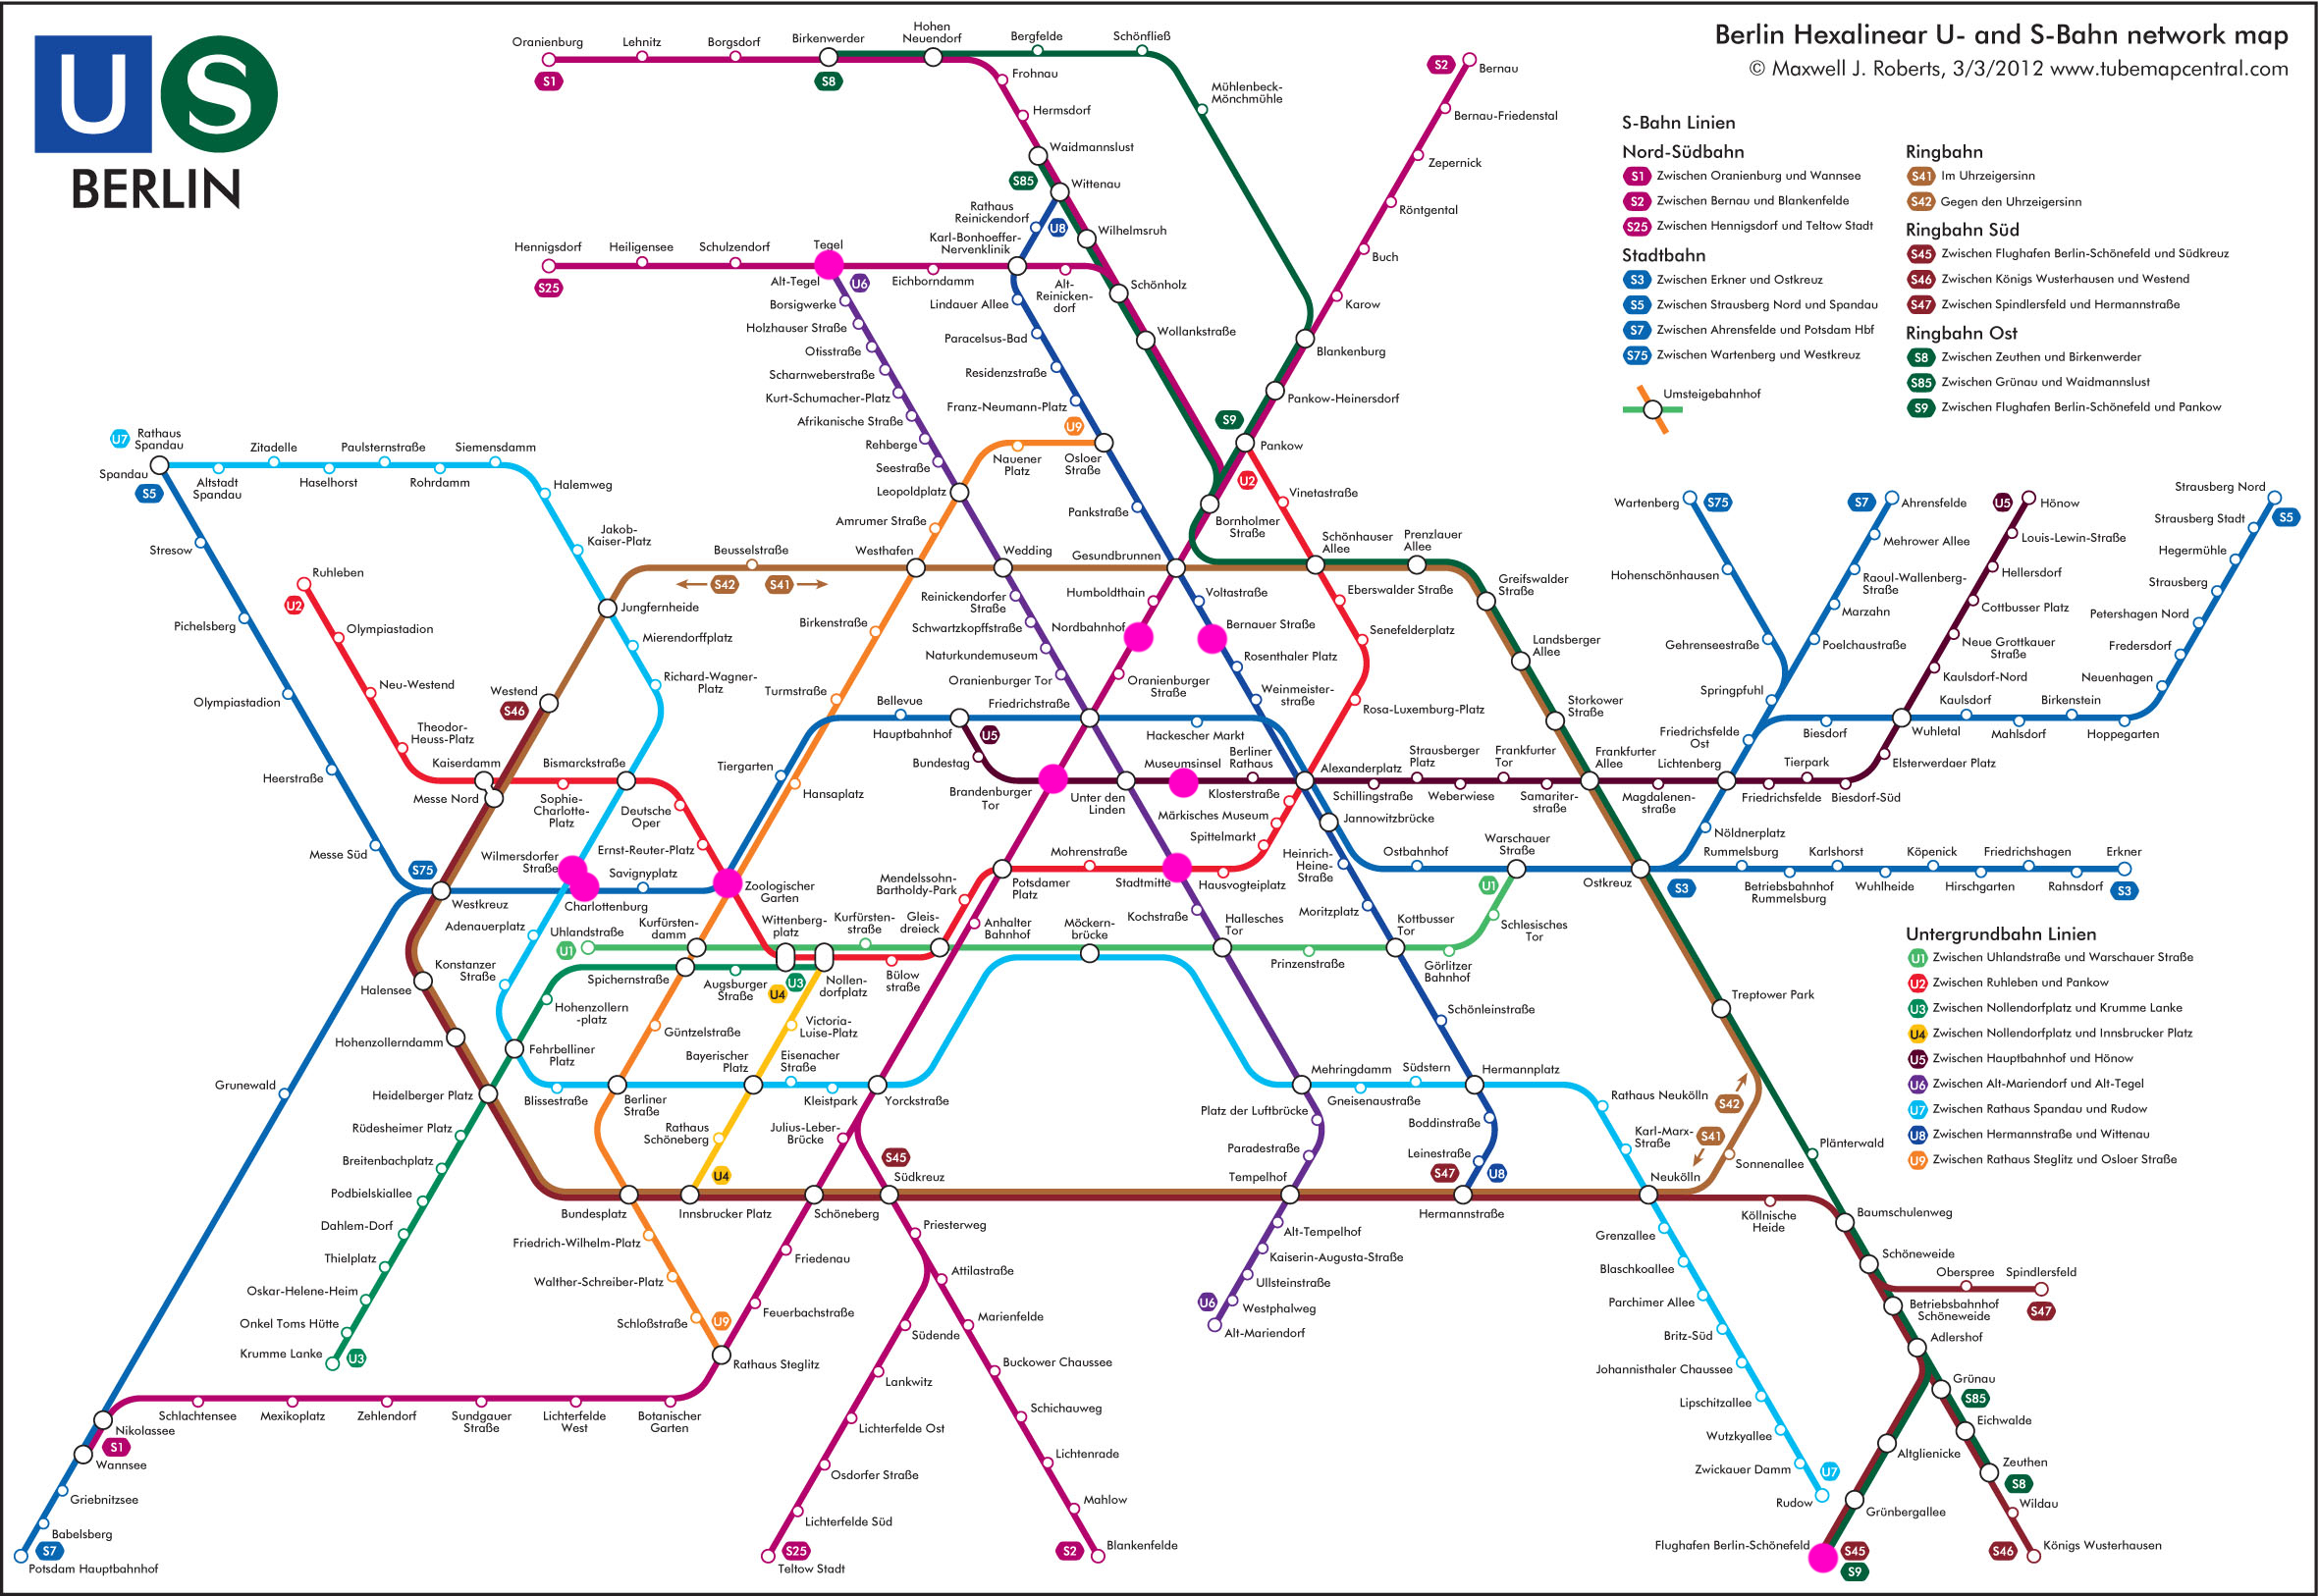 U S
BERLIN
Berlin Hexalinear U- and S-Bahn network map
© Maxwell J. Roberts, 3/3/2012 www.tubemapcentral.com
S-Bahn Linien
Nord-Südbahn
S1 Zwischen Oranienburg und Wannsee
S2 Zwischen Bernau und Blankenfelde
S25 Zwischen Hennigsdorf und Teltow Stadt
Stadtbahn
S3 Zwischen Erkner und Ostkreuz
S5 Zwischen Strausberg Nord und Spandau
S7 Zwischen Ahrensfelde und Potsdam Hbf
S75 Zwischen Wartenberg und Westkreuz
Umsteigebahnhof
Ringbahn
S41 Im Uhrzeigersinn
S42 Gegen den Uhrzeigersinn
Ringbahn Süd
S45 Zwischen Flughafen Berlin-Schönefeld und Südkreuz
S46 Zwischen Königs Wusterhausen und Westend
S47 Zwischen Spindlersfeld und Hermannstraße
Ringbahn Ost
S8 Zwischen Zeuthen und Birkenwerder
S85 Zwischen Grünau und Waidmannslust
S9 Zwischen Flughafen Berlin-Schönefeld und Pankow
Oranienburg
S1
Lehnitz
Borgsdorf
Birkenwerder
S8
Hohen
Neuendorf
Bergfelde
Schönfließ
Mühlenbeck-
Mönchmühle
Frohnau
Hermsdorf
Waidmannslust
S85
Wittenau
Rathaus
Reinickendorf
U8
Karl-Bonhoeffer-
Nervenklinik
Wilhelmsruh
S2
Bernau
Bernau-Friedenstal
Zepernick
Röntgental
Buch
Karow
Blankenburg
Pankow-Heinersdorf
S9
Pankow
U2
Hennigsdorf
S25
Heiligensee
Schulzendorf
Tegel
Alt-Tegel
U6
Eichborndamm
Alt-
Reinicken-
dorf
Schönholz
Wollankstraße
Borsigwerke
Holzhauser Straße
Otisstraße
Scharnweberstraße
Kurt-Schumacher-Platz
Afrikanische Straße
Rehberge
Seestraße
Leopoldplatz
Lindauer Allee
Paracelsus-Bad
Residenzstraße
Franz-Neumann-Platz
U9
Nauener
Platz
Osloer
Straße
Pankstraße
Amrumer Straße
Westhafen
Wedding
Gesundbrunnen
Bornholmer
Straße
Vinetastraße
Schönhauser
Allee
Prenzlauer
Allee
Greifswalder
Straße
Landsberger
Allee
Storkower
Straße
Frankfurter
Allee
U7
Rathaus
Spandau
Spandau
S5
Altstadt
Spandau
Zitadelle
Haselhorst
Paulsternstraße
Rohrdamm
Siemensdamm
Halemweg
Jakob-
Kaiser-Platz
Jungfernheide
Mierendorffplatz
Richard-Wagner-
Platz
Beusselstraße
S42
S41
Stresow
Pichelsberg
Olympiastadion
Heerstraße
Messe Süd
S75
Westkreuz
Ruhleben
U2
Olympiastadion
Neu-Westend
Theodor-
Heuss-Platz
Kaiserdamm
Messe Nord
Westend
S46
Sophie-
Charlotte-
Platz
Bismarckstraße
Deutsche
Oper
Ernst-Reuter-Platz
Wilmersdorfer
Straße
Charlottenburg
Savignyplatz
Zoologischer
Garten
Birkenstraße
Turmstraße
Hansaplatz
Tiergarten
Bellevue
Hauptbahnhof
U5
Bundestag
Friedrichstraße
Reinickendorfer
Straße
Schwartzkopffstraße
Naturkundemuseum
Oranienburger Tor
Humboldthain
Nordbahnhof
Oranienburger
Straße
Voltastraße
Bernauer Straße
Rosenthaler Platz
Weinmeister-
straße
Eberswalder Straße
Senefelderplatz
Rosa-Luxemburg-Platz
Hackescher Markt
Brandenburger
Tor
Unter den
Linden
Museumsinsel
Berliner
Rathaus
Alexanderplatz
Schillingstraße
Strausberger
Platz
Weberwiese
Frankfurter
Tor
Samariter-
straße
Magdalenen-
straße
Lichtenberg
Friedrichsfelde
Tierpark
Biesdorf-Süd
Elsterwerdaer Platz
Wuhletal
Wartenberg
S75
Hohenschönhausen
Gehrenseestraße
Springpfuhl
Friedrichsfelde
Ost
S7
Ahrensfelde
Mehrower Allee
Raoul-Wallenberg-
Straße
Marzahn
Poelchaustraße
U5
Hönow
Louis-Lewin-Straße
Hellersdorf
Cottbusser Platz
Neue Grottkauer
Straße
Kaulsdorf-Nord
Biesdorf
Kaulsdorf
Mahlsdorf
Birkenstein
Hoppegarten
Neuenhagen
Fredersdorf
Petershagen Nord
Strausberg
Hegermühle
Strausberg Stadt
Strausberg Nord
S5
Klosterstraße
Märkisches Museum
Spittelmarkt
Hausvogteiplatz
Stadtmitte
Mohrenstraße
Potsdamer
Platz
Mendelssohn-
Bartholdy-Park
Gleis-
dreieck
Jannowitzbrücke
Heinrich-
Heine-
Straße
Moritzplatz
Kottbusser
Tor
Ostbahnhof
Warschauer
Straße
U1
Schlesisches
Tor
Görlitzer
Bahnhof
Ostkreuz
Nöldnerplatz
S3
Rummelsburg
Betriebsbahnhof
Rummelsburg
Karlshorst
Wuhlheide
Köpenick
Hirschgarten
Friedrichshagen
Rahnsdorf
Erkner
S3
Adenauerplatz
Uhlandstraße
U1
Kurfürsten-
damm
Wittenberg-
platz
Kurfürsten-
straße
Nollen-
dorfplatz
Bülow
straße
Spichernstraße
Augsburger
Straße
U4
U3
Anhalter
Bahnhof
Möckern-
brücke
Kochstraße
Hallesches
Tor
Prinzenstraße
Konstanzer
Straße
Halensee
Hohenzollerndamm
Hohenzollern
-platz
Fehrbelliner
Platz
Heidelberger Platz
Güntzelstraße
Victoria-
Luise-Platz
Bayerischer
Platz
Eisenacher
Straße
Blissestraße
Berliner
Straße
Kleistpark
Yorckstraße
Rathaus
Schöneberg
U4
Julius-Leber-
Brücke
S45
Südkreuz
Bundesplatz
Innsbrucker Platz
Schöneberg
Mehringdamm
Gneisenaustraße
Südstern
Hermannplatz
Schönleinstraße
Platz der Luftbrücke
Paradestraße
Tempelhof
Boddinstraße
Leinestraße
S47
U8
Hermannstraße
Rathaus Neukölln
S42
Karl-Marx-
Straße
S41
Sonnenallee
Neukölln
Treptower Park
Plänterwald
Köllnische
Heide
Baumschulenweg
Schöneweide
Oberspree
Spindlersfeld
S47
Betriebsbahnhof
Schöneweide
Adlershof
Grünau
S85
Eichwalde
Zeuthen
S8
Wildau
S46
Königs Wusterhausen
Altglienicke
Grünbergallee
Flughafen Berlin-Schönefeld
S45
S9
Grenzallee
Blaschkoallee
Parchimer Allee
Britz-Süd
Johannisthaler Chaussee
Lipschitzallee
Wutzkyallee
Zwickauer Damm
U7
Rudow
Alt-Tempelhof
Kaiserin-Augusta-Straße
Ullsteinstraße
Westphalweg
U6
Alt-Mariendorf
Grunewald
Rüdesheimer Platz
Breitenbachplatz
Podbielskiallee
Dahlem-Dorf
Thielplatz
Oskar-Helene-Heim
Onkel Toms Hütte
Krumme Lanke
U3
Friedrich-Wilhelm-Platz
Walther-Schreiber-Platz
Schloßstraße
U9
Rathaus Steglitz
Friedenau
Feuerbachstraße
Priesterweg
Attilastraße
Marienfelde
Buckower Chaussee
Schichauweg
Lichtenrade
Mahlow
S2
Blankenfelde
Südende
Lankwitz
Lichterfelde Ost
Osdorfer Straße
Lichterfelde Süd
S25
Teltow Stadt
Nikolassee
S1
Wannsee
Schlachtensee
Mexikoplatz
Zehlendorf
Sundgauer
Straße
Lichterfelde
West
Botanischer
Garten
Griebnitzsee
Babelsberg
S7
Potsdam Hauptbahnhof
Untergrundbahn Linien
U1 Zwischen Uhlandstraße und Warschauer Straße
U2 Zwischen Ruhleben und Pankow
U3 Zwischen Nollendorfplatz und Krumme Lanke
U4 Zwischen Nollendorfplatz und Innsbrucker Platz
U5 Zwischen Hauptbahnhof und Hönow
U6 Zwischen Alt-Mariendorf und Alt-Tegel
U7 Zwischen Rathaus Spandau und Rudow
U8 Zwischen Hermannstraße und Wittenau
U9 Zwischen Rathaus Steglitz und Osloer Straße